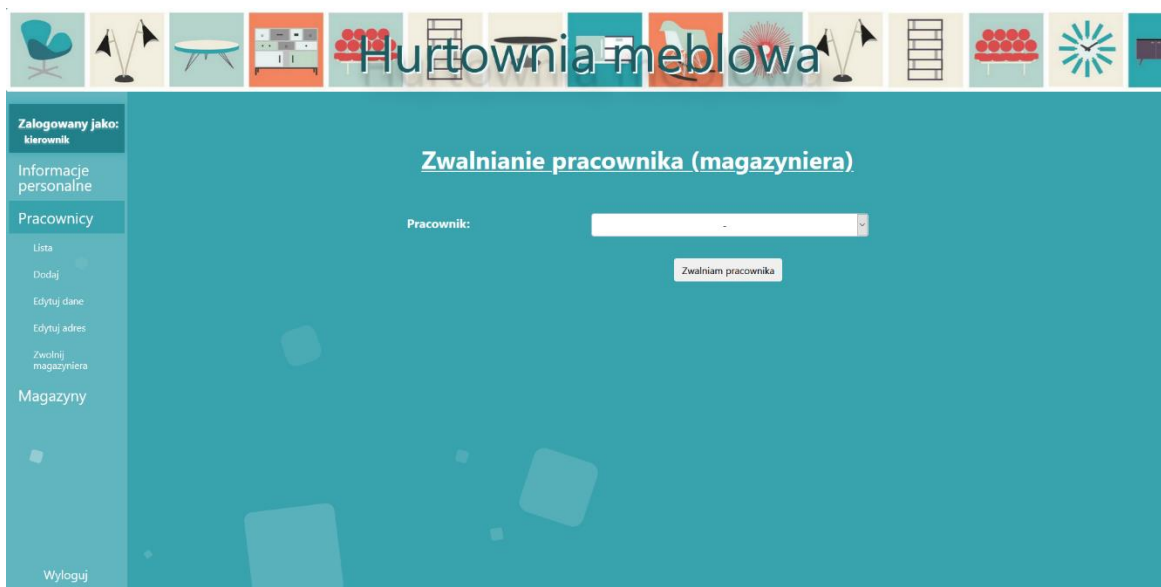 Hurtownia meblowa
Zalogowany jako:
kierownik
Informacje
personalne
Pracownicy
Lista
Dodaj
Edytuj dane
Edytuj adres
Zwolnij
magazyniera
Magazyny
Wyloguj
Zwalnianie pracownika (magazyniera)
Pracownik:
-
Zwalniam pracownika